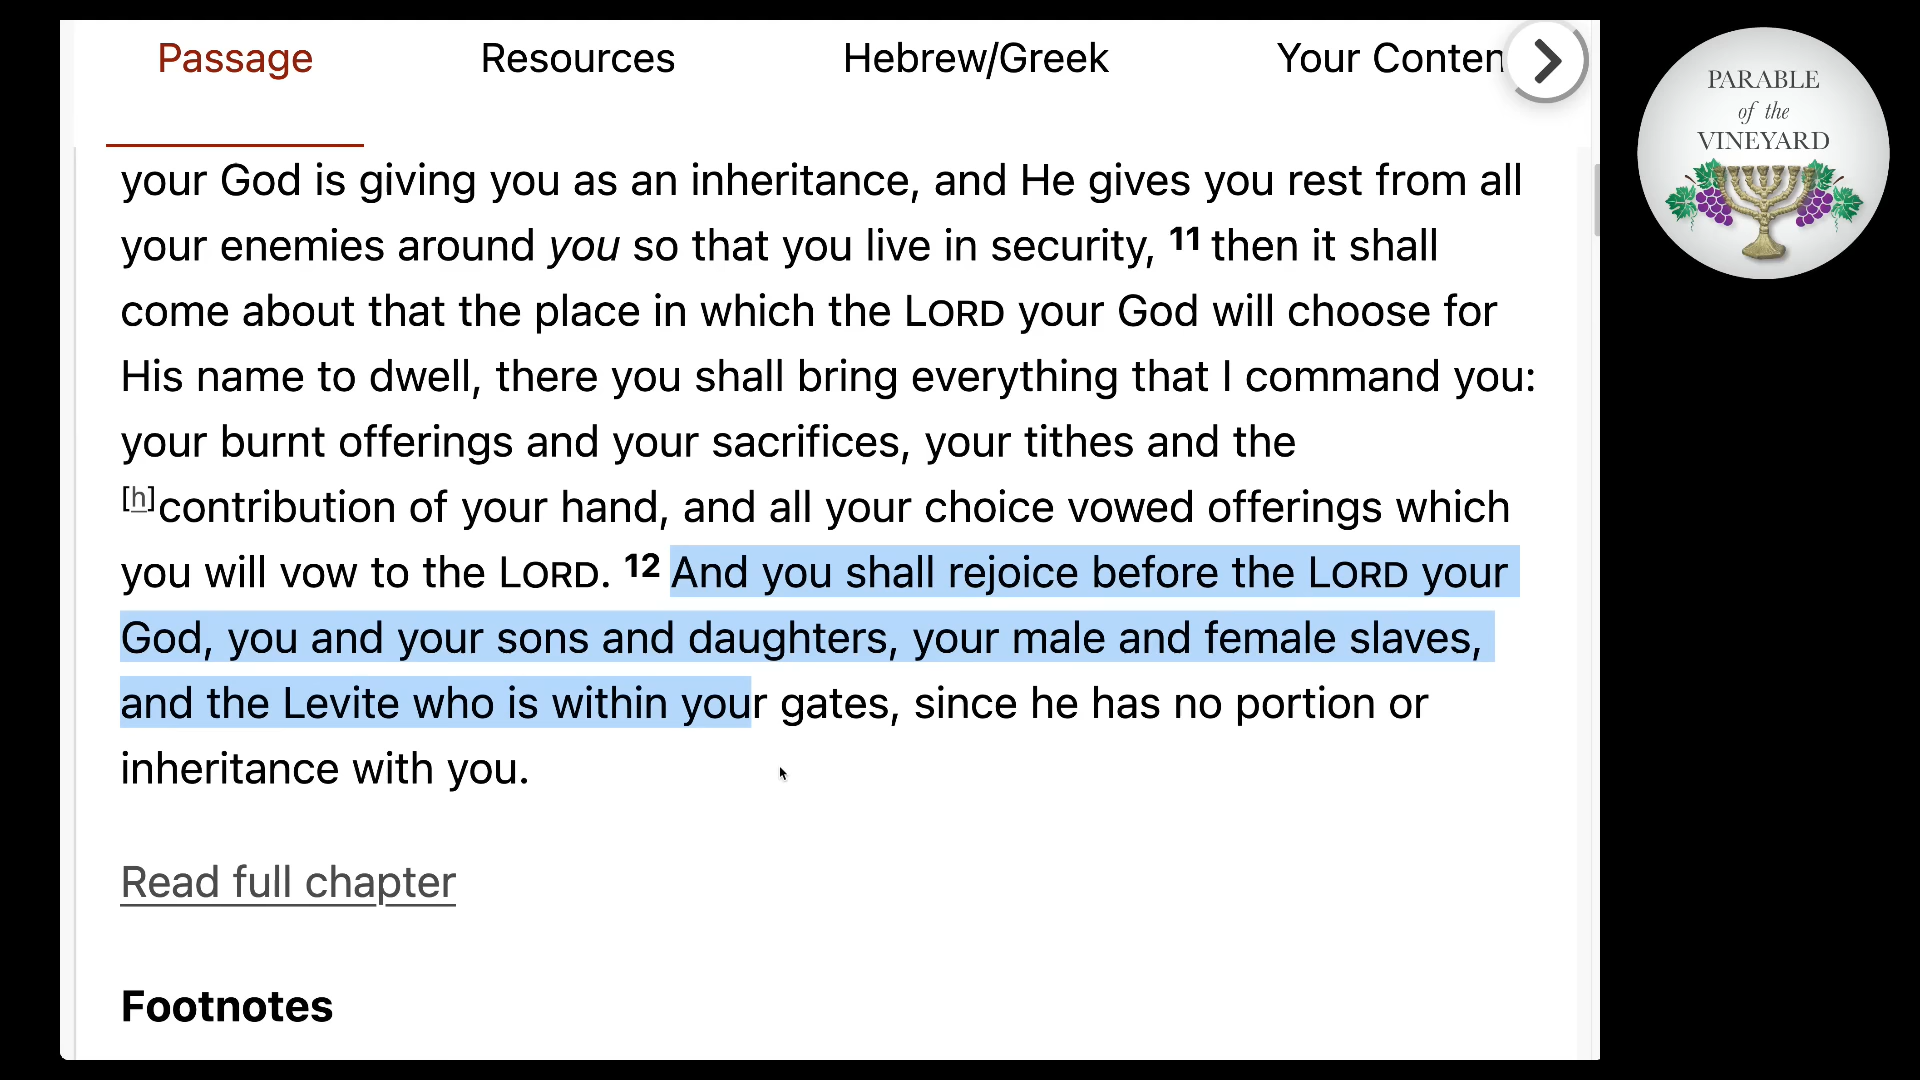 Passage Resources Hebrew/Greek Your Conten
your God is giving you as an inheritance, and He gives you rest from all
your enemies around you so that you live in security, 11 then it shall
come about that the place in which the LORD your God will choose for
His name to dwell, there you shall bring everything that I command you:
your burnt offerings and your sacrifices, your tithes and the
[h]contribution of your hand, and all your choice vowed offerings which
you will vow to the LORD. 12 And you shall rejoice before the LORD your
God, you and your sons and daughters, your male and female slaves,
and the Levite who is within your gates, since he has no portion or
inheritance with you.
Read full chapter
Footnotes
PARABLE
of the
VINEYARD